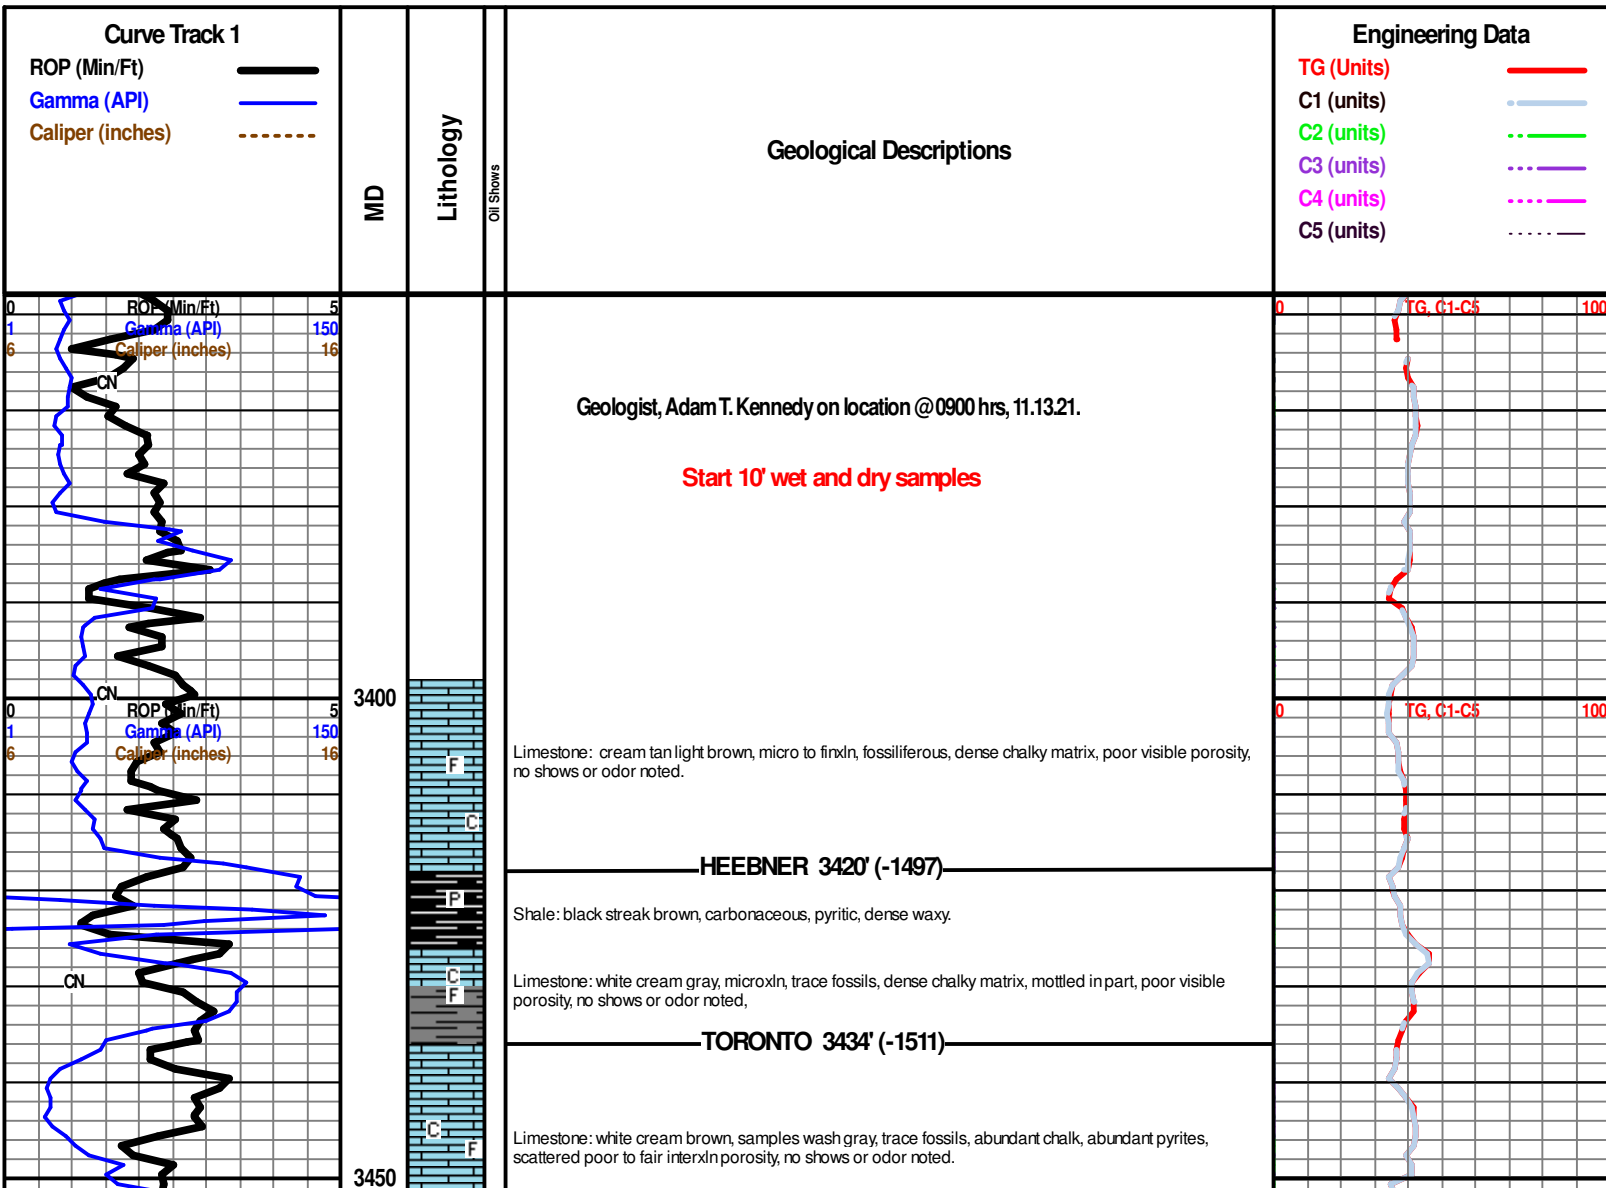 Curve Track 1
ROP (Min/Ft)
Gamma (API)
Caliper (inches)
MD
Lithology
Oil Shows
Geological Descriptions
Engineering Data
TG (Units)
C1 (units)
C2 (units)
C3 (units)
C4 (units)
C5 (units)
0 ROP (Min/Ft) 5
1 Gamma (API) 150
6 Caliper (inches) 16
0 TG, C1-C5 100
CN
Geologist, Adam T. Kennedy on location @ 0900 hrs, 11.13.21.
Start 10' wet and dry samples
CN
3400
0 ROP (Min/Ft) 5
1 Gamma (API) 150
6 Caliper (inches) 16
0 TG, C1-C5 100
Limestone: cream tan light brown, micro to finxln, fossiliferous, dense chalky matrix, poor visible porosity,
no shows or odor noted.
F
C
HEEBNER 3420' (-1497)
P
Shale: black streak brown, carbonaceous, pyritic, dense waxy.
CN
C
F
Limestone: white cream gray, microxln, trace fossils, dense chalky matrix, mottled in part, poor visible
porosity, no shows or odor noted,
TORONTO 3434' (-1511)
C
F
Limestone: white cream brown, samples wash gray, trace fossils, abundant chalk, abundant pyrites,
scattered poor to fair interxln porosity, no shows or odor noted.
3450